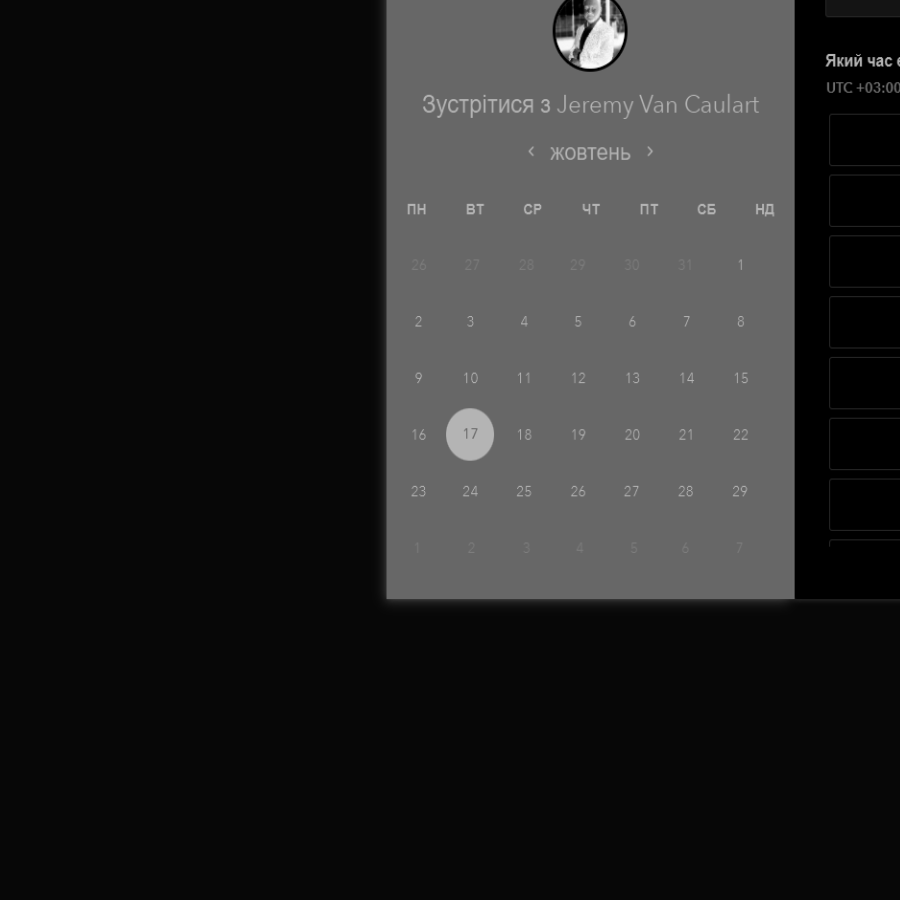 Зустрітися з Jeremy Van Caulart
жовтень
ПН ВТ СР ЧТ ПТ СБ НД
26 27 28 29 30 31 1
2 3 4 5 6 7 8
9 10 11 12 13 14 15
16 17 18 19 20 21 22
23 24 25 26 27 28 29
1 2 3 4 5 6 7
Який час
UTC +03:00